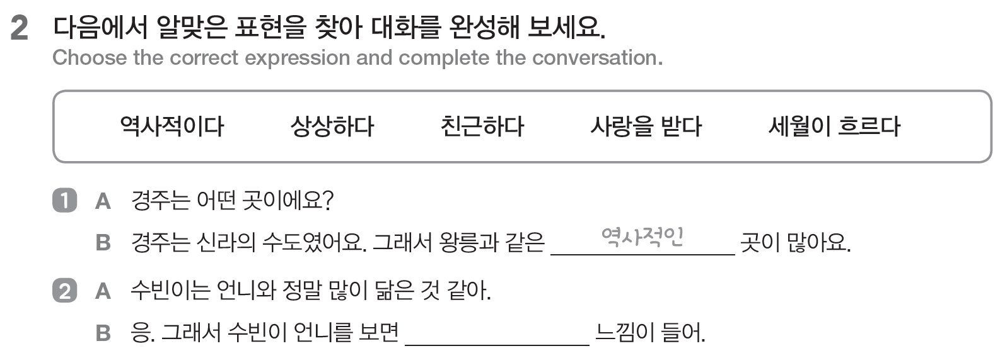 2 다음에서 알맞은 표현을 찾아 대화를 완성해 보세요.
Choose the correct expression and complete the conversation.
역사적이다 상상하다 친근하다 사랑을 받다 세월이 흐르다
1 A 경주는 어떤 곳이에요?
B 경주는 신라의 수도였어요. 그래서 왕릉과 같은 역사적인 곳이 많아요.
2 A 수빈이는 언니와 정말 많이 닮은 것 같아.
B 응. 그래서 수빈이 언니를 보면 ____________ 느낌이 들어.